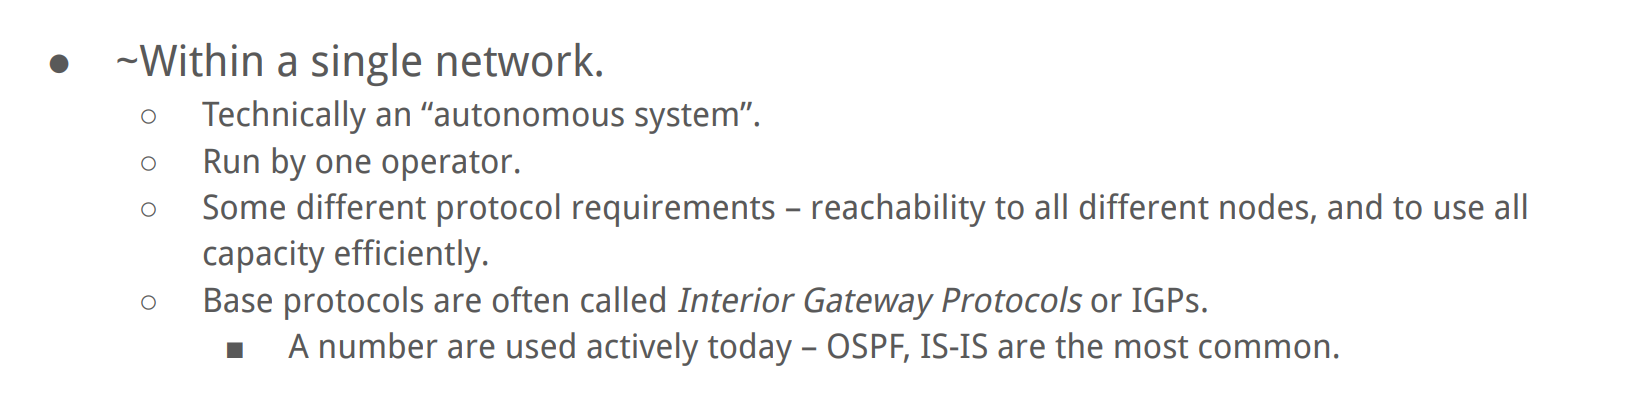 ● ~Within a single network.
○ Technically an “autonomous system”.
○ Run by one operator.
○ Some different protocol requirements – reachability to all different nodes, and to use all
capacity efficiently.
○ Base protocols are often called Interior Gateway Protocols or IGPs.
■ A number are used actively today – OSPF, IS-IS are the most common.